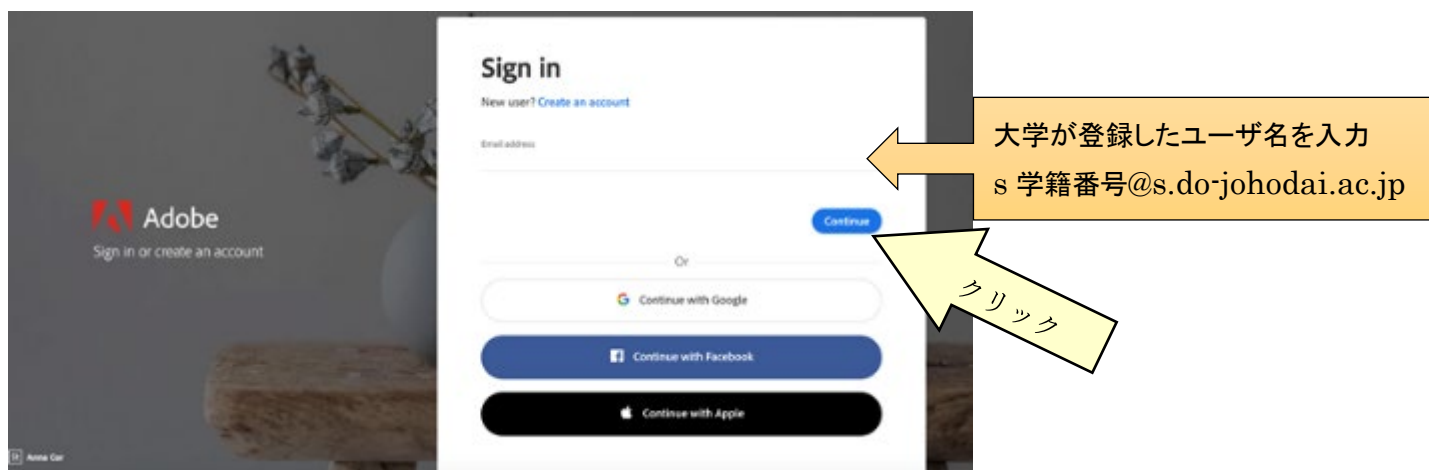 Adobe
Sign in or create an account
Sign in
New user? Create an account
Email address
Continue
Or
Continue with Google
Continue with Facebook
Continue with Apple
大学が登録したユーザ名を入力
s 学籍番号@s.do-johodai.ac.jp
クリック